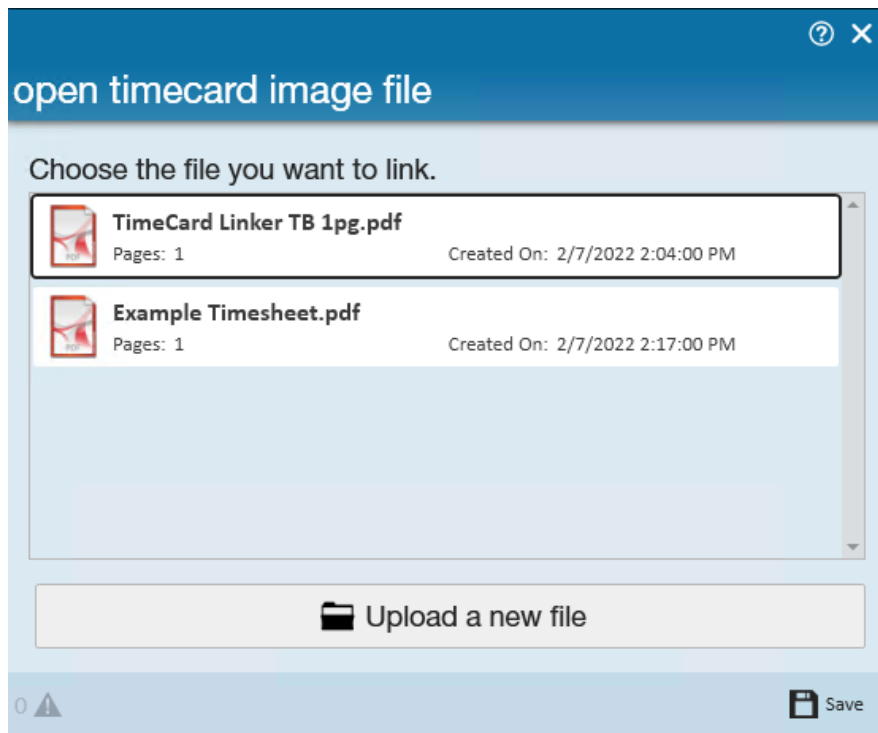 open timecard image file
Choose the file you want to link.
TimeCard Linker TB 1pg.pdf
Pages: 1 Created On: 2/7/2022 2:04:00 PM
PDF
Example Timesheet.pdf
Pages: 1 Created On: 2/7/2022 2:17:00 PM
PDF
Upload a new file
0 Save